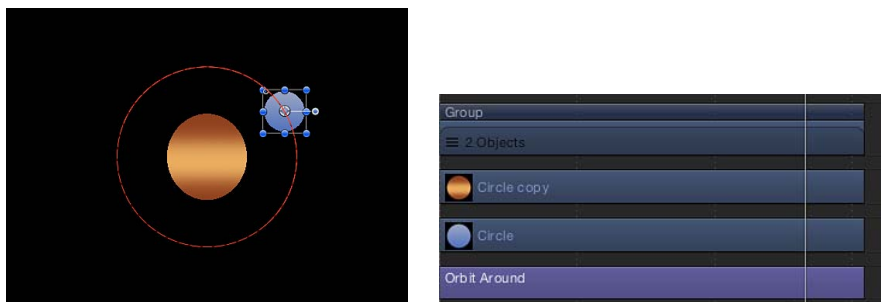 Group
2 Objects
Circle copy
Circle
Orbit Around